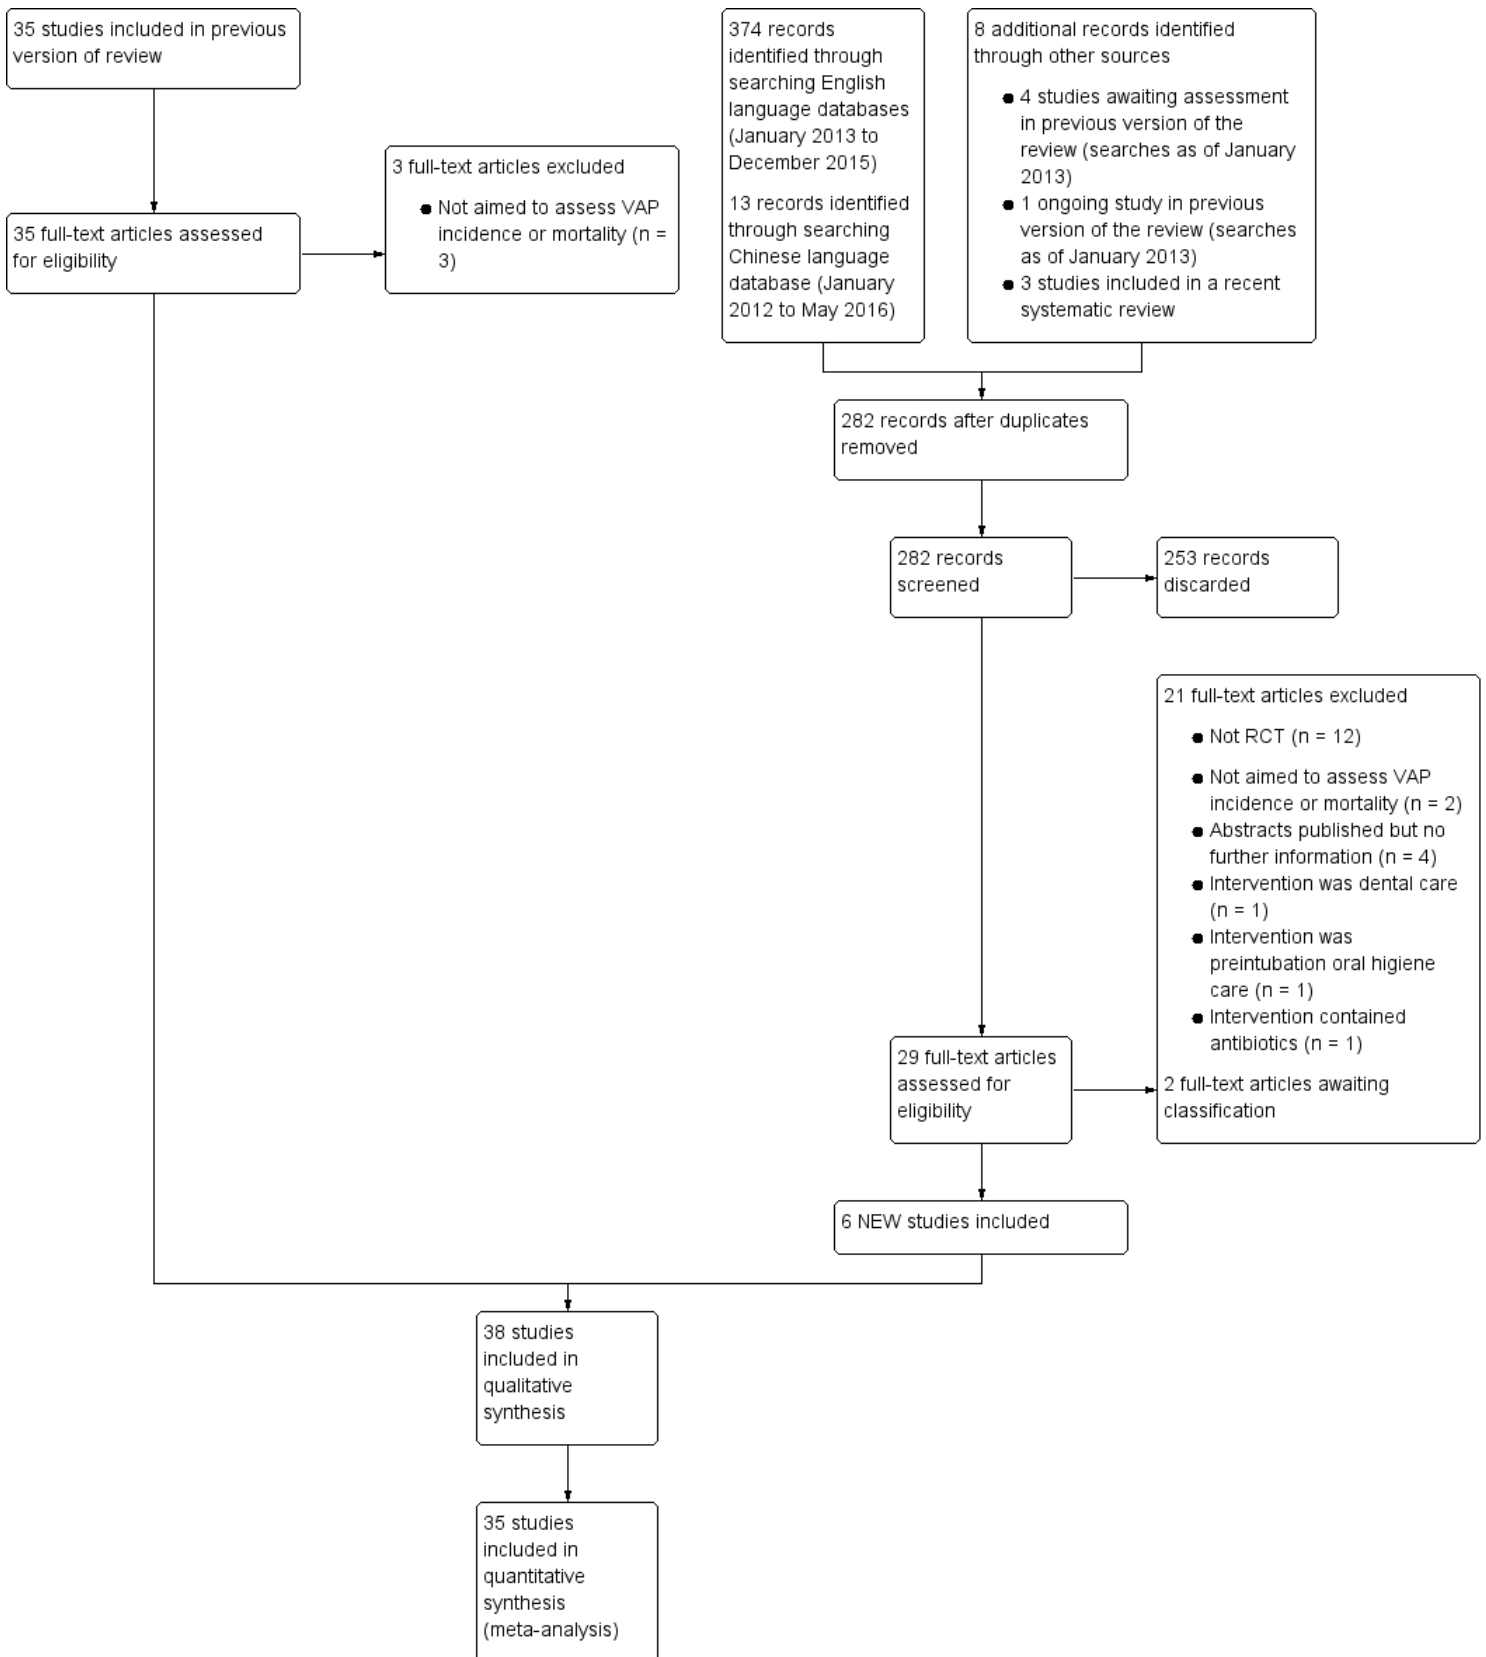 35 studies included in previous
version of review
374 records
identified through
searching English
language databases
(January 2013 to
December 2015)
13 records identified
through searching
Chinese language
database (January
2012 to May 2016)
8 additional records identified
through other sources
● 4 studies awaiting assessment
in previous version of the
review (searches as of January
2013)
● 1 ongoing study in previous
version of the review (searches
as of January 2013)
● 3 studies included in a recent
systematic review
3 full-text articles excluded
● Not aimed to assess VAP
incidence or mortality (n =
3)
35 full-text articles assessed
for eligibility
282 records after duplicates
removed
282 records
screened
253 records
discarded
21 full-text articles excluded
● Not RCT (n = 12)
● Not aimed to assess VAP
incidence or mortality (n = 2)
● Abstracts published but no
further information (n = 4)
● Intervention was dental care
(n = 1)
● Intervention was
preintubation oral higiene
care (n = 1)
● Intervention contained
antibiotics (n = 1)
2 full-text articles awaiting
classification
29 full-text articles
assessed for
eligibility
6 NEW studies included
38 studies
included in
qualitative
synthesis
35 studies
included in
quantitative
synthesis
(meta-analysis)